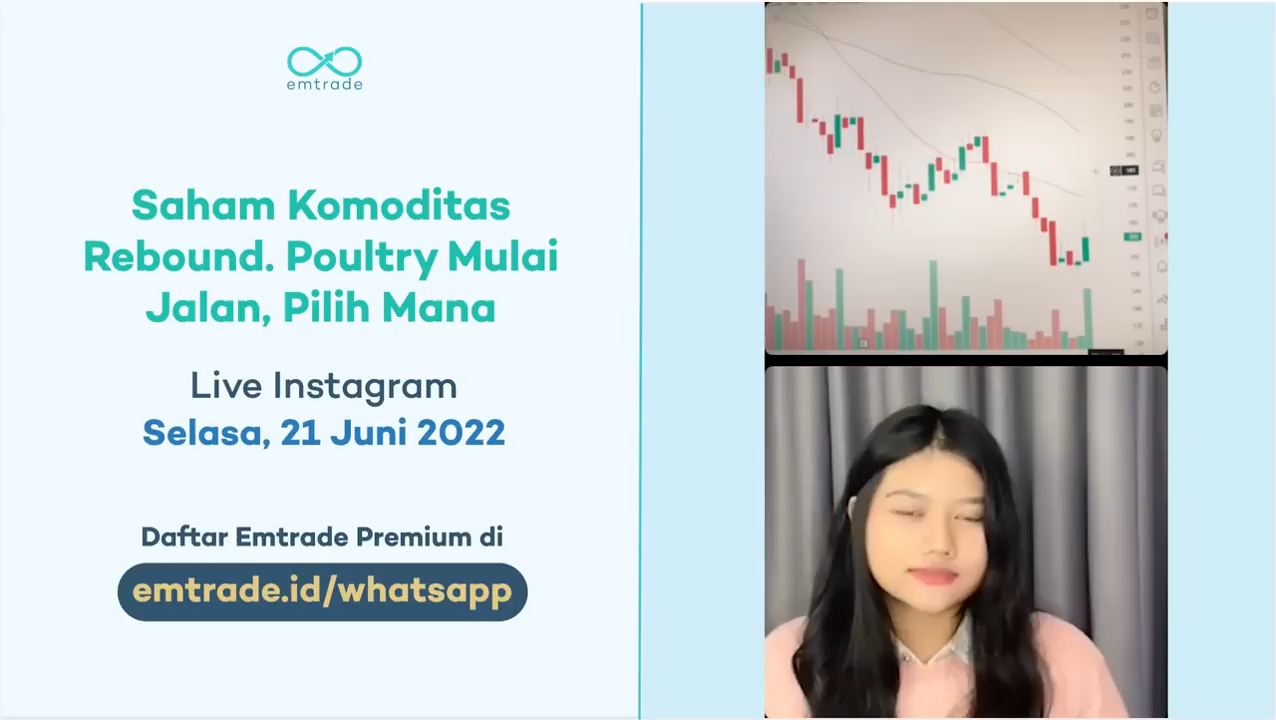 emtrade
Saham Komoditas
Rebound. Poultry Mulai
Jalan, Pilih Mana
Live Instagram
Selasa, 21 Juni 2022
Daftar Emtrade Premium di
emtrade.id/whatsapp